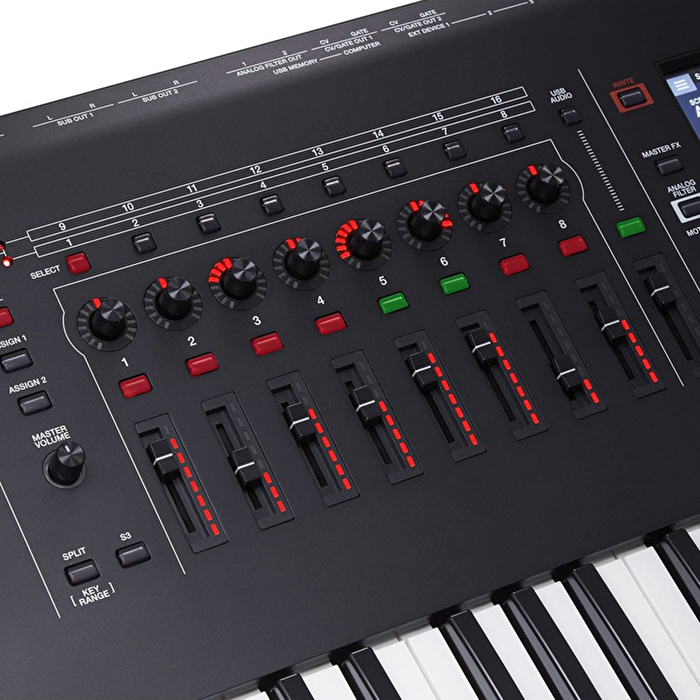 L R
SUB OUT 1
L R
SUB OUT 2
1 2
ANALOG FILTER OUT
USB MEMORY
CV GATE
CV/GATE OUT 1
COMPUTER
CV GATE
CV/GATE OUT 2
EXT DEVICE 1
2
3
9 10 11 12 13 14 15 16
1 2 3 4 5 6 7 8
SELECT
USB
AUDIO
WRITE
MASTER FX
ANALOG
FILTER
1 2 3 4 5 6 7 8
ASSIGN 2
MASTER
VOLUME
SPLIT
S3
[ KEY
RANGE ]